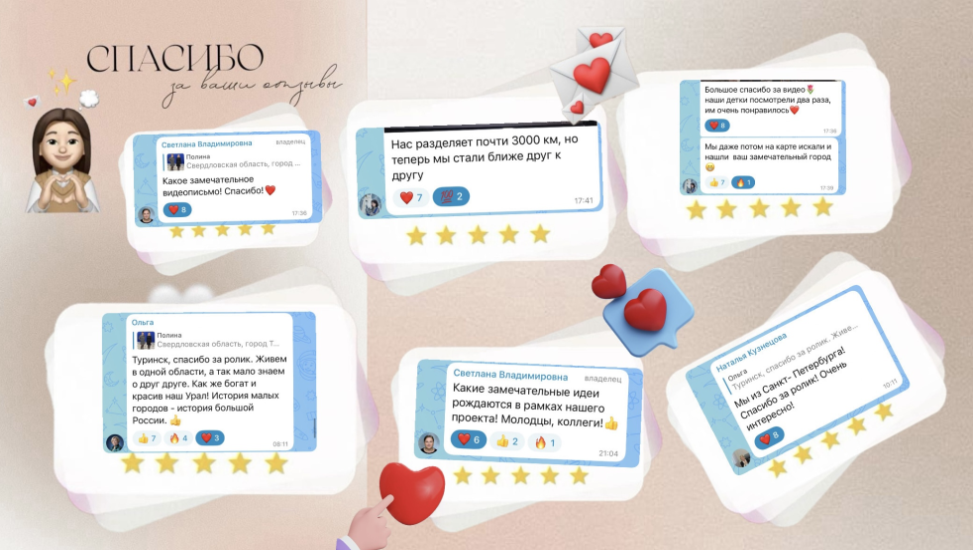 СПАСИБО
за ваши отзывы
Светлана Владимировна владелец
Полина
Свердловская область, город ...
Какое замечательное
видеописьмо! Спасибо!❤️
❤️ 8
17:36
Нас разделяет почти 3000 км, но
теперь мы стали ближе друг к
другу
❤️ 7 💯 2
17:41
Большое спасибо за видео🌷
наши детки посмотрели два раза,
им очень понравилось❤️
❤️ 8
17:38
Мы даже потом на карте искали и
нашли ваш замечательный город
👍 7 🔥 1
17:39
Ольга
Полина
Свердловская область, город Т...
Туринск, спасибо за ролик. Живем
в одной области, а так мало знаем
о друг друге. Как же богат и
красив наш Урал! История малых
городов - история большой
России. 👍
👍 7 🔥 4 ❤️ 3
08:11
Светлана Владимировна владелец
Какие замечательные идеи
рождаются в рамках нашего
проекта! Молодцы, коллеги!👍
❤️ 6 👍 2 🔥 1
21:04
Наталья Кузнецова
Ольга
Туринск, спасибо за ролик. Живе...
Мы из Санкт- Петербурга!
Спасибо за ролик! Очень
интересно!
❤️ 8
10:11